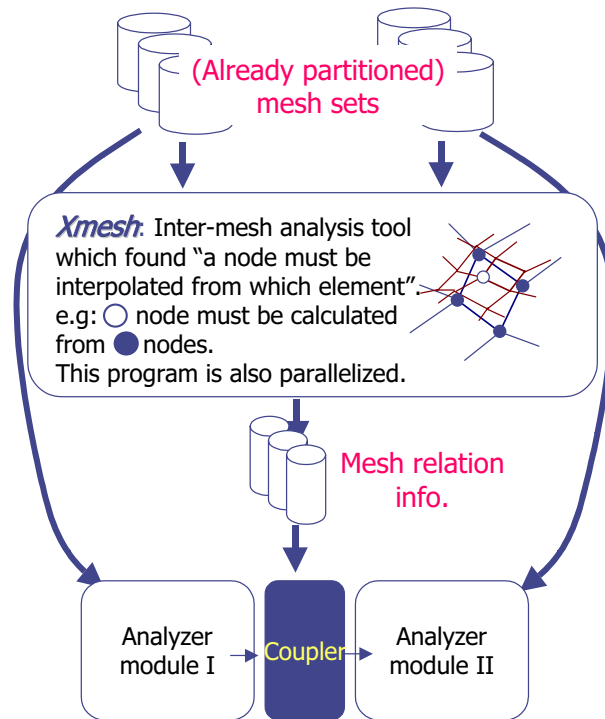 (Already partitioned)
mesh sets
Xmesh: Inter-mesh analysis tool
which found “a node must be
interpolated from which element”.
e.g: node must be calculated
from nodes.
This program is also parallelized.
Mesh relation
info.
Analyzer
module I
Coupler
Analyzer
module II